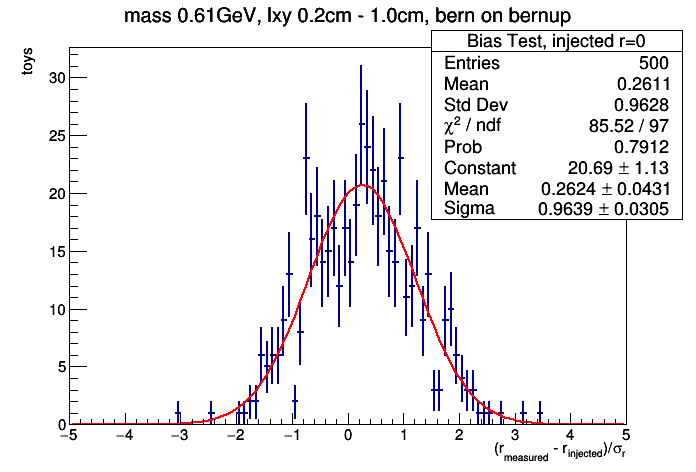 mass 0.61GeV, lxy 0.2cm - 1.0cm, bern on bernup
Bias Test, injected r=0
Entries 500
Mean 0.2611
Std Dev 0.9628
χ² / ndf 85.52 / 97
Prob 0.7912
Constant 20.69 ± 1.13
Mean 0.2624 ± 0.0431
Sigma 0.9639 ± 0.0305
toys
30
25
20
15
10
5
0
−5 −4 −3 −2 −1 0 1 2 3 4 5
(r_measured - r_injected)/σ_r